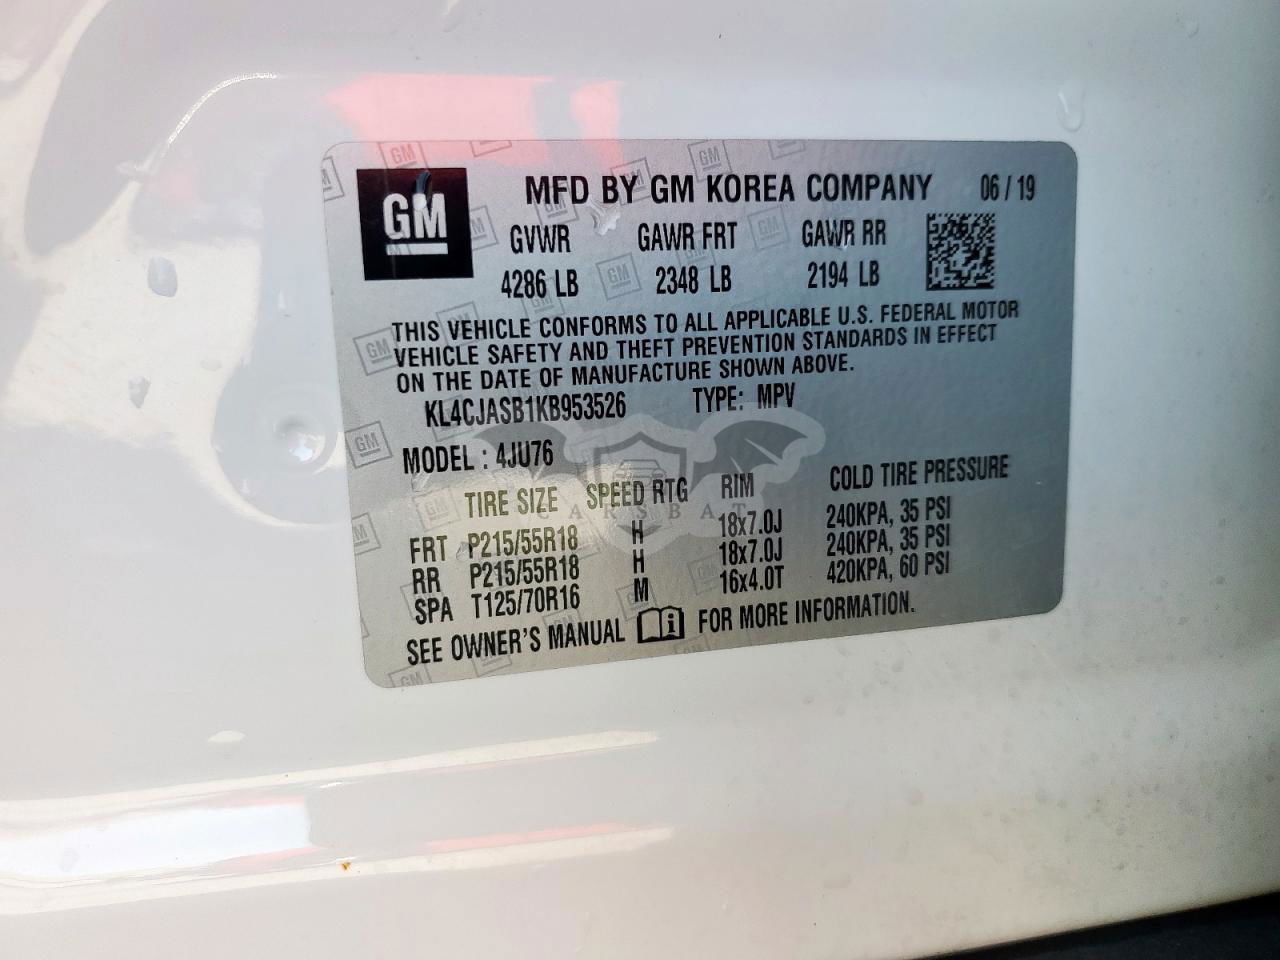 GM
MFD BY GM KOREA COMPANY 06/19
GVWR GAWR FRT GAWR RR
4286 LB 2348 LB 2194 LB
THIS VEHICLE CONFORMS TO ALL APPLICABLE U.S. FEDERAL MOTOR
VEHICLE SAFETY AND THEFT PREVENTION STANDARDS IN EFFECT
ON THE DATE OF MANUFACTURE SHOWN ABOVE.
KL4CJASB1KB953526 TYPE: MPV
MODEL: 4JU76
TIRE SIZE SPEED RTG RIM COLD TIRE PRESSURE
FRT P215/55R18 H 18x7.0J 240KPA, 35 PSI
RR P215/55R18 H 18x7.0J 240KPA, 35 PSI
SPA T125/70R16 M 16x4.0T 420KPA, 60 PSI
SEE OWNER'S MANUAL i FOR MORE INFORMATION.
CARSBAT